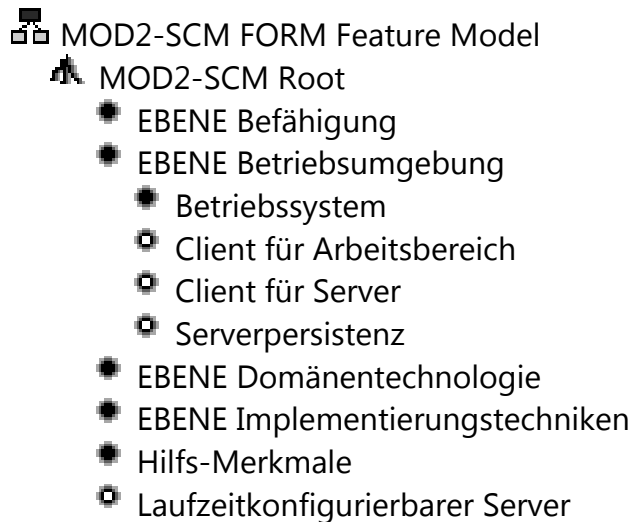 MOD2-SCM FORM Feature Model
MOD2-SCM Root
EBENE Befähigung
EBENE Betriebsumgebung
Betriebssystem
Client für Arbeitsbereich
Client für Server
Serverpersistenz
EBENE Domänentechnologie
EBENE Implementierungstechniken
Hilfs-Merkmale
Laufzeitkonfigurierbarer Server